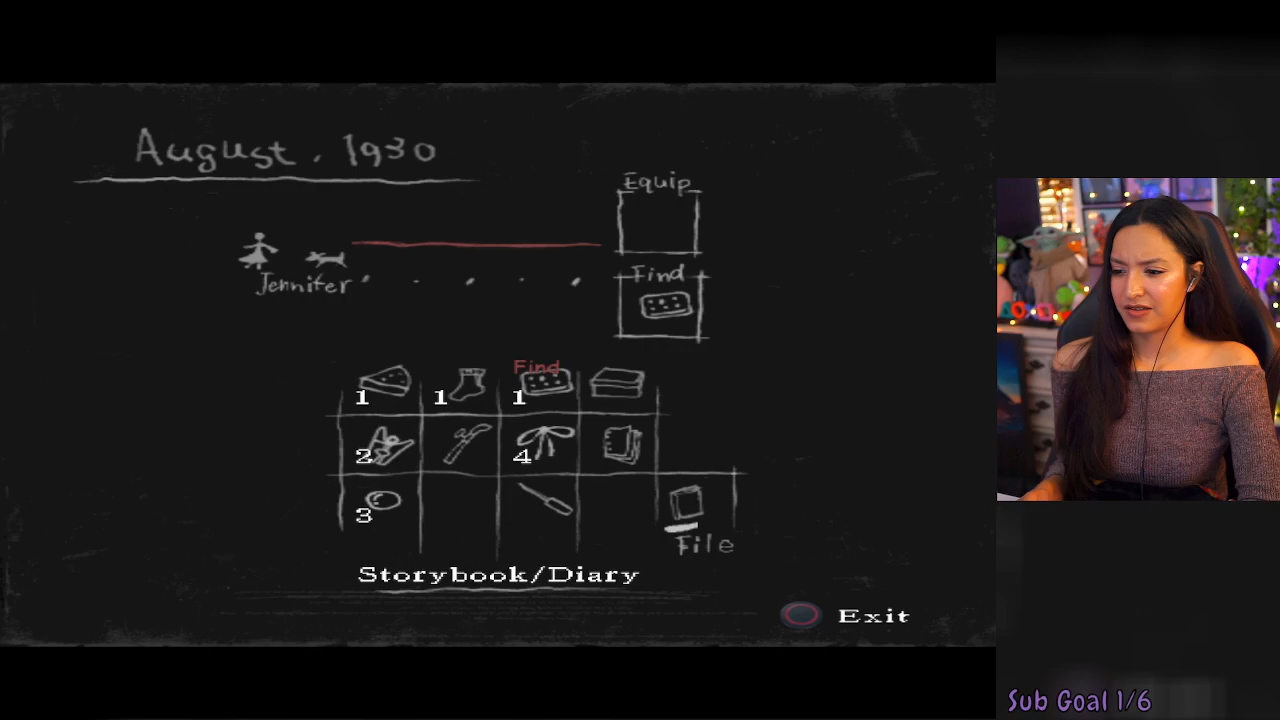 August, 1930
Equip
Jennifer
Find
Find
1 1 1
2 4
3
File
Storybook/Diary
Exit
Sub Goal 1/6